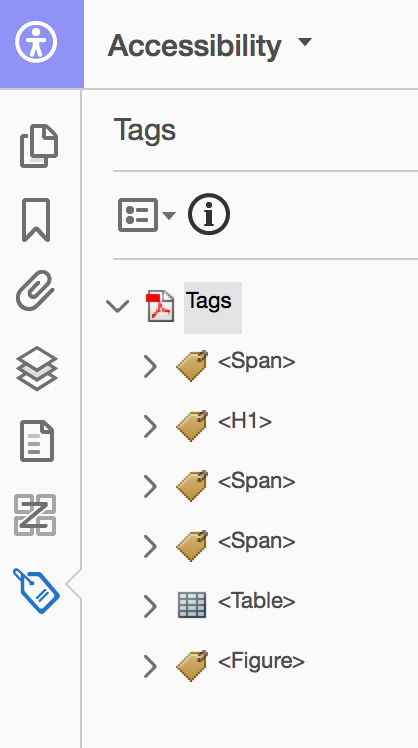 Accessibility
Tags
Tags
<Span>
<H1>
<Span>
<Span>
<Table>
<Figure>